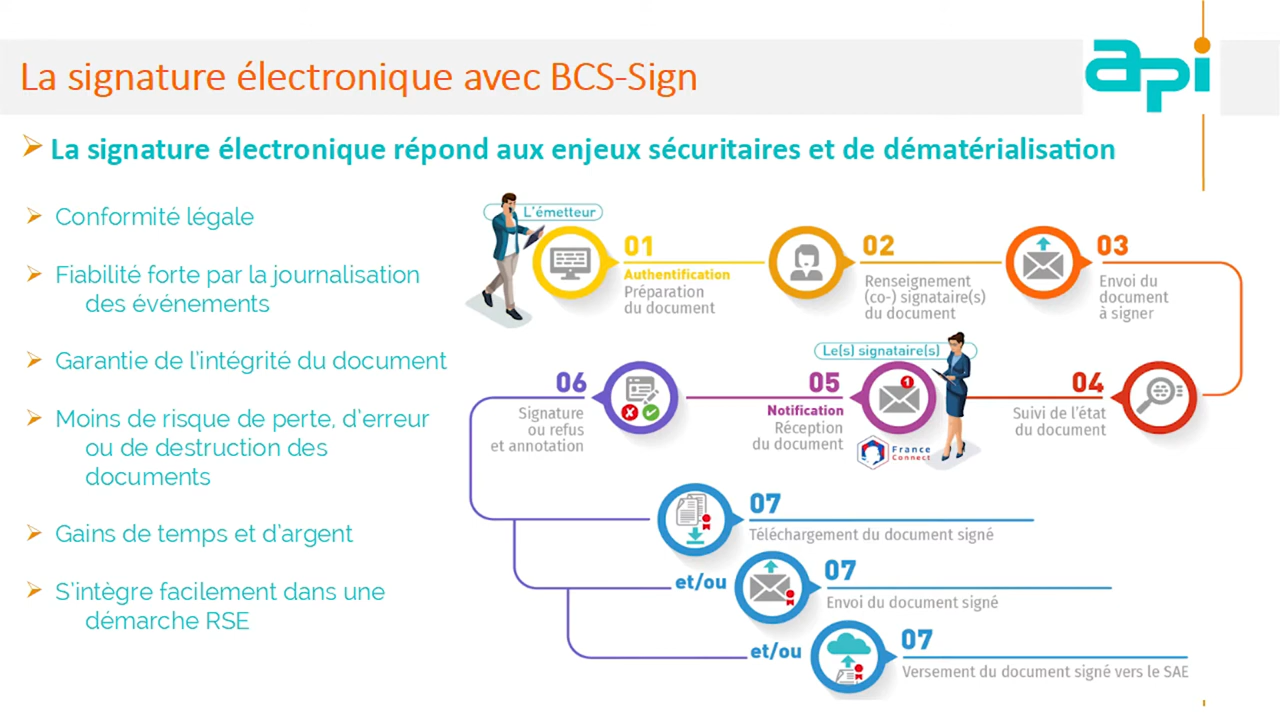 La signature électronique avec BCS-Sign
api
La signature électronique répond aux enjeux sécuritaires et de dématérialisation
Conformité légale
Fiabilité forte par la journalisation
des événements
Garantie de l'intégrité du document
Moins de risque de perte, d'erreur
ou de destruction des
documents
Gains de temps et d'argent
S'intègre facilement dans une
démarche RSE
L'émetteur
01
Authentification
Préparation
du document
02
Renseignement
(co-) signataire(s)
du document
03
Envoi du
document
à signer
04
Suivi de l'état
du document
Le(s) signataire(s)
1
05
Notification
Réception
du document
France
Connect
06
Signature
ou refus
et annotation
07
Téléchargement du document signé
et/ou
07
Envoi du document signé
et/ou
07
Versement du document signé vers le SAE